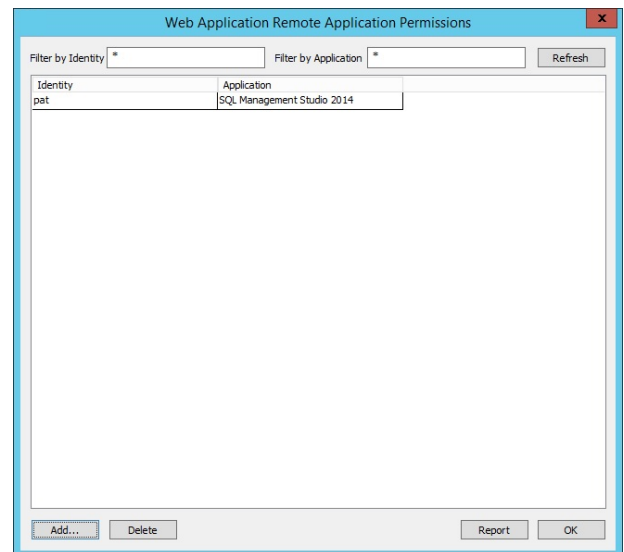 Web Application Remote Application Permissions x
Filter by Identity * Filter by Application * Refresh
Identity Application
pat SQL Management Studio 2014
Add... Delete Report OK